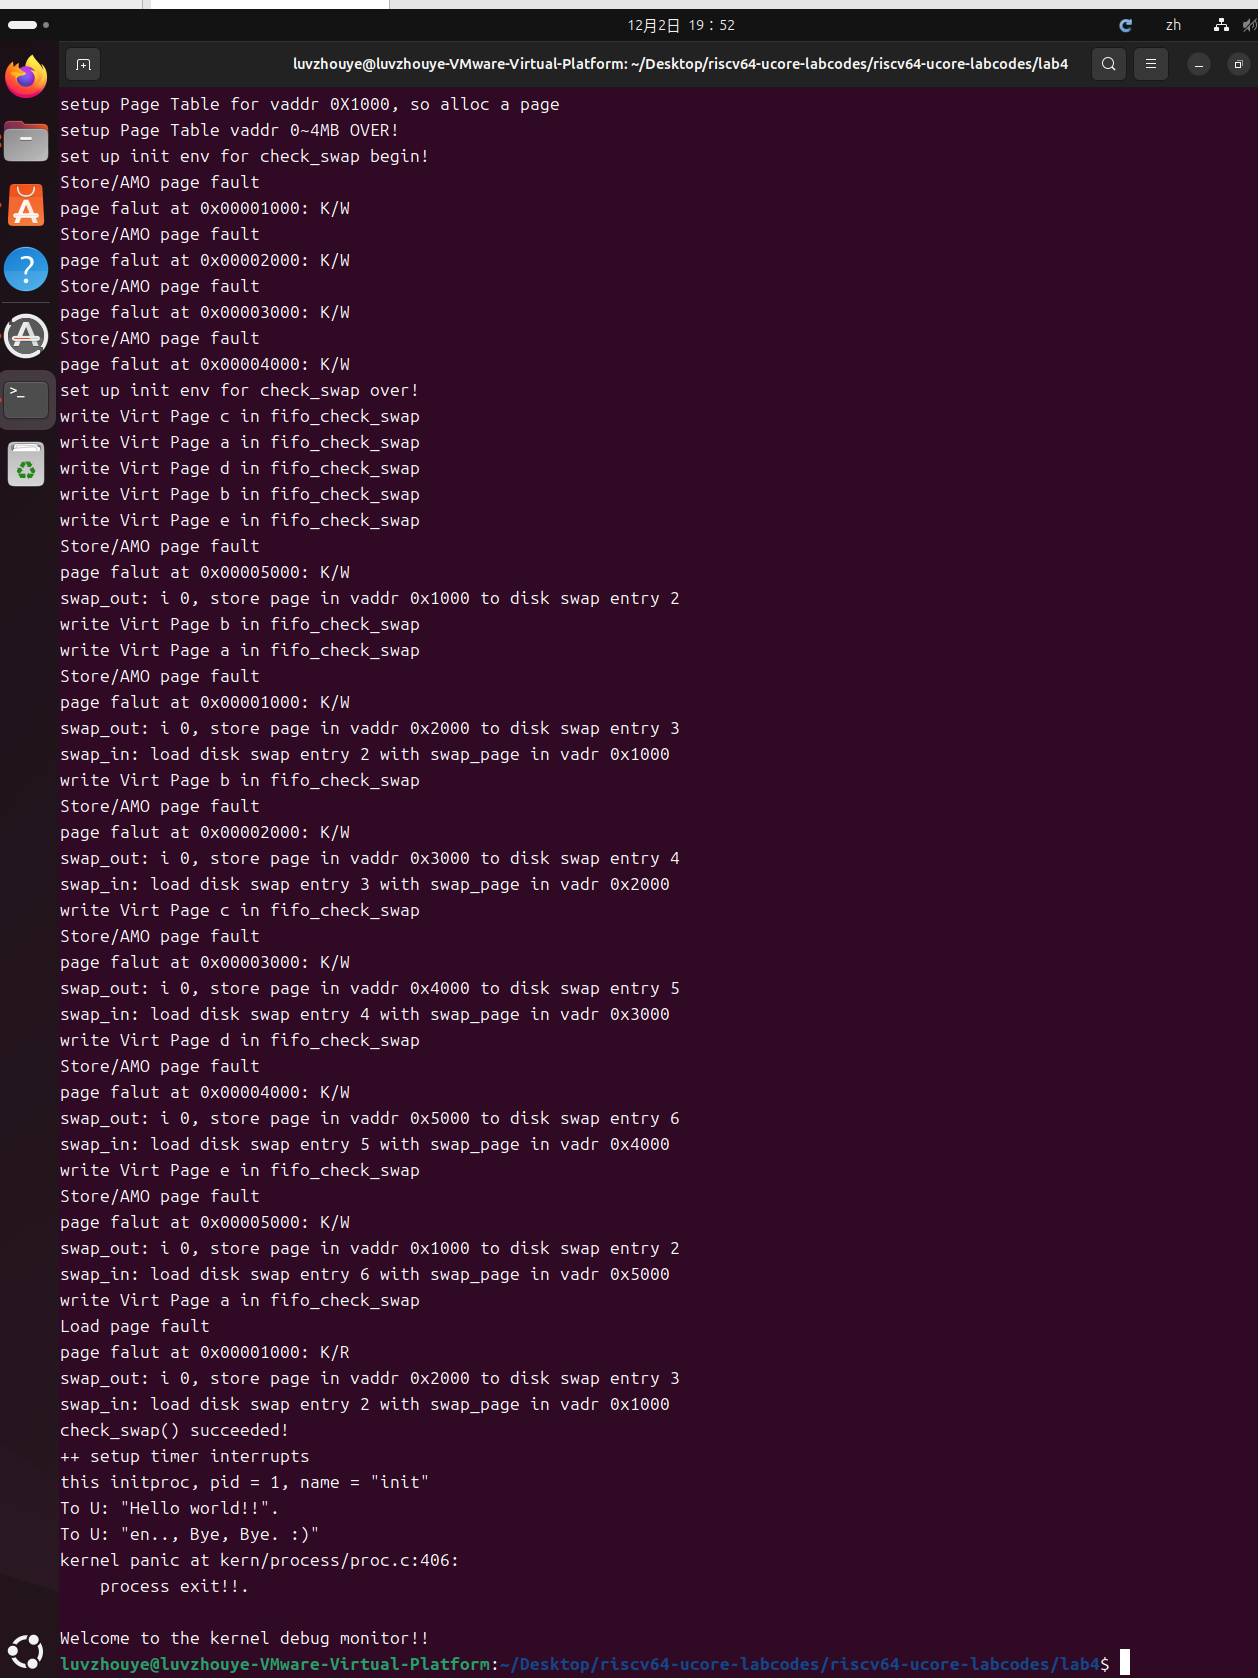 12月2日 19：52
zh
luvzhouye@luvzhouye-VMware-Virtual-Platform: ~/Desktop/riscv64-ucore-labcodes/riscv64-ucore-labcodes/lab4
setup Page Table for vaddr 0X1000, so alloc a page
setup Page Table vaddr 0~4MB OVER!
set up init env for check_swap begin!
Store/AMO page fault
page falut at 0x00001000: K/W
Store/AMO page fault
page falut at 0x00002000: K/W
Store/AMO page fault
page falut at 0x00003000: K/W
Store/AMO page fault
page falut at 0x00004000: K/W
set up init env for check_swap over!
write Virt Page c in fifo_check_swap
write Virt Page a in fifo_check_swap
write Virt Page d in fifo_check_swap
write Virt Page b in fifo_check_swap
write Virt Page e in fifo_check_swap
Store/AMO page fault
page falut at 0x00005000: K/W
swap_out: i 0, store page in vaddr 0x1000 to disk swap entry 2
write Virt Page b in fifo_check_swap
write Virt Page a in fifo_check_swap
Store/AMO page fault
page falut at 0x00001000: K/W
swap_out: i 0, store page in vaddr 0x2000 to disk swap entry 3
swap_in: load disk swap entry 2 with swap_page in vadr 0x1000
write Virt Page b in fifo_check_swap
Store/AMO page fault
page falut at 0x00002000: K/W
swap_out: i 0, store page in vaddr 0x3000 to disk swap entry 4
swap_in: load disk swap entry 3 with swap_page in vadr 0x2000
write Virt Page c in fifo_check_swap
Store/AMO page fault
page falut at 0x00003000: K/W
swap_out: i 0, store page in vaddr 0x4000 to disk swap entry 5
swap_in: load disk swap entry 4 with swap_page in vadr 0x3000
write Virt Page d in fifo_check_swap
Store/AMO page fault
page falut at 0x00004000: K/W
swap_out: i 0, store page in vaddr 0x5000 to disk swap entry 6
swap_in: load disk swap entry 5 with swap_page in vadr 0x4000
write Virt Page e in fifo_check_swap
Store/AMO page fault
page falut at 0x00005000: K/W
swap_out: i 0, store page in vaddr 0x1000 to disk swap entry 2
swap_in: load disk swap entry 6 with swap_page in vadr 0x5000
write Virt Page a in fifo_check_swap
Load page fault
page falut at 0x00001000: K/R
swap_out: i 0, store page in vaddr 0x2000 to disk swap entry 3
swap_in: load disk swap entry 2 with swap_page in vadr 0x1000
check_swap() succeeded!
++ setup timer interrupts
this initproc, pid = 1, name = "init"
To U: "Hello world!!".
To U: "en.., Bye, Bye. :)"
kernel panic at kern/process/proc.c:406:
    process exit!!.
Welcome to the kernel debug monitor!!
luvzhouye@luvzhouye-VMware-Virtual-Platform:~/Desktop/riscv64-ucore-labcodes/riscv64-ucore-labcodes/lab4$